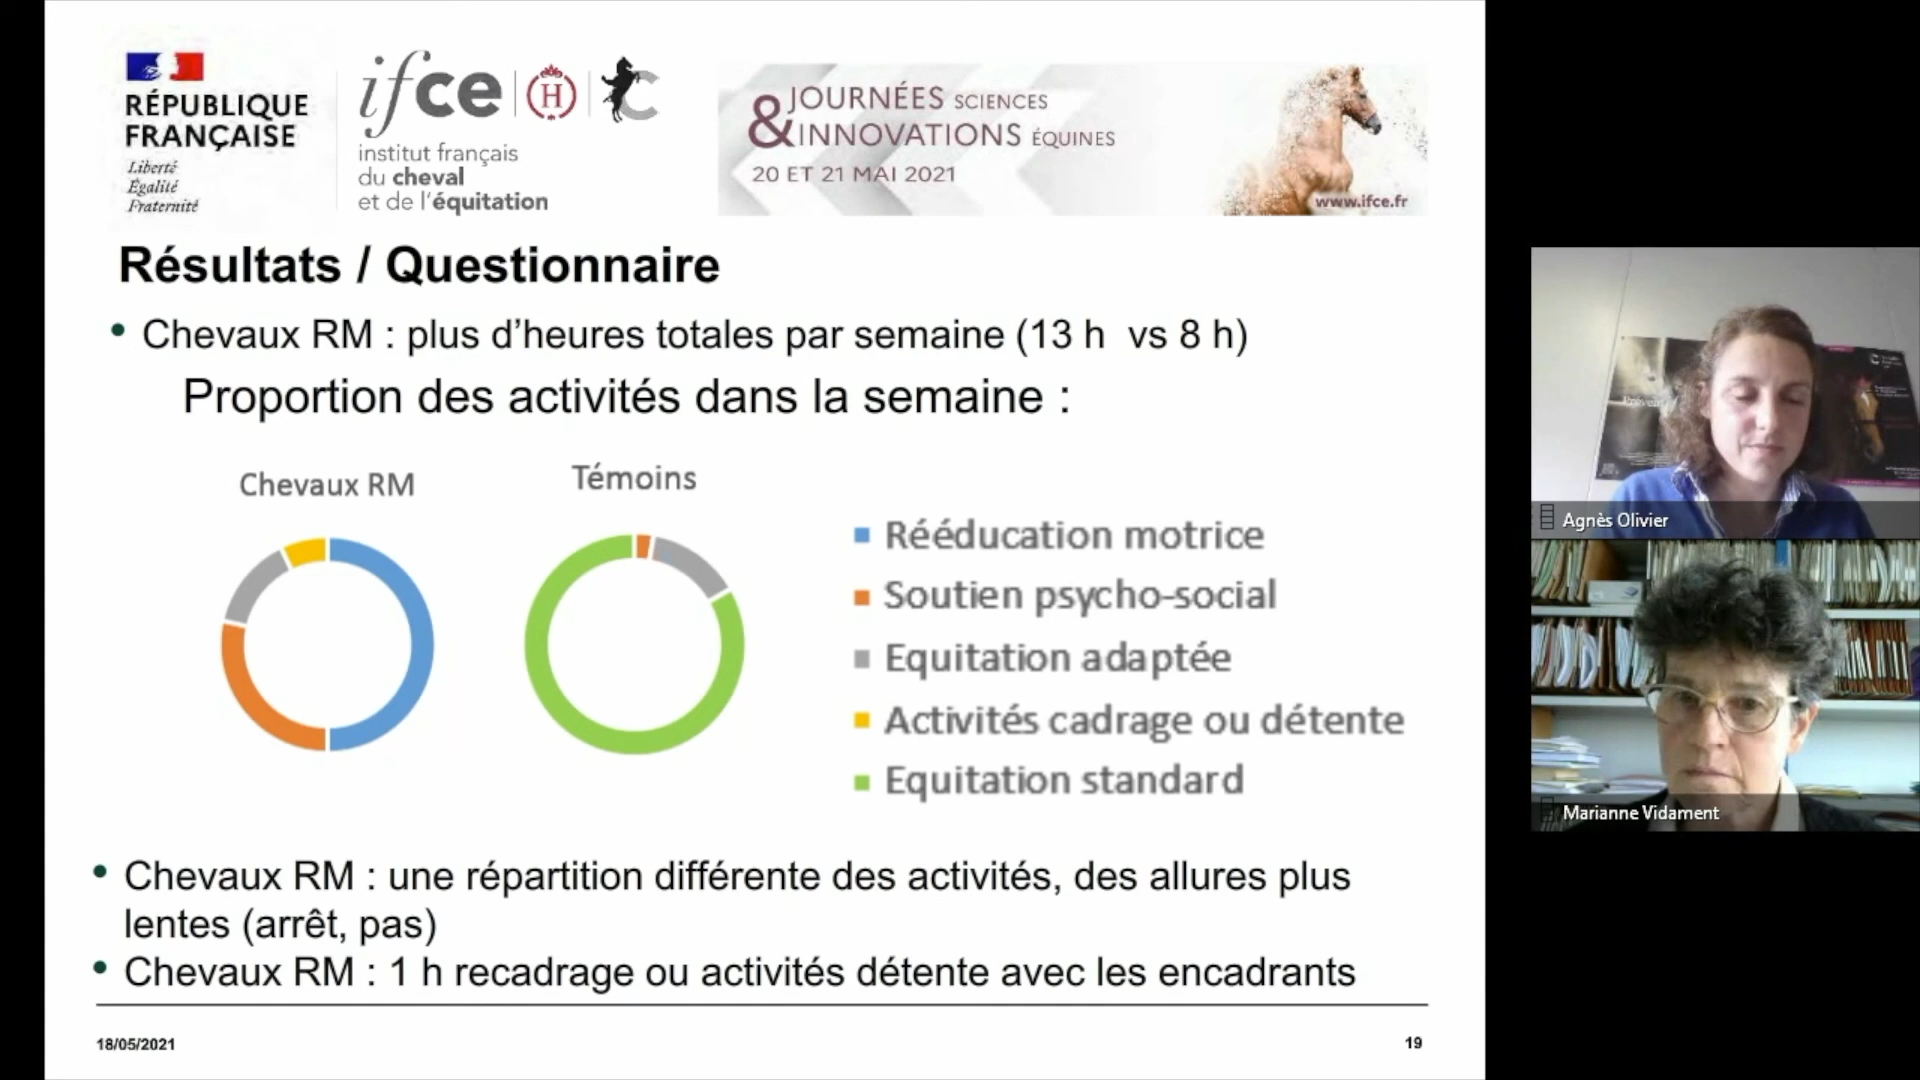 RÉPUBLIQUE
FRANÇAISE
Liberté
Égalité
Fraternité
ifce
H
institut français
du cheval
et de l'équitation
JOURNÉES SCIENCES
& INNOVATIONS ÉQUINES
20 ET 21 MAI 2021
www.ifce.fr
Résultats / Questionnaire
• Chevaux RM : plus d'heures totales par semaine (13 h vs 8 h)
Proportion des activités dans la semaine :
Chevaux RM
Témoins
Rééducation motrice
Soutien psycho-social
Equitation adaptée
Activités cadrage ou détente
Equitation standard
• Chevaux RM : une répartition différente des activités, des allures plus
lentes (arrêt, pas)
• Chevaux RM : 1 h recadrage ou activités détente avec les encadrants
18/05/2021
19
Agnès Olivier
Marianne Vidament